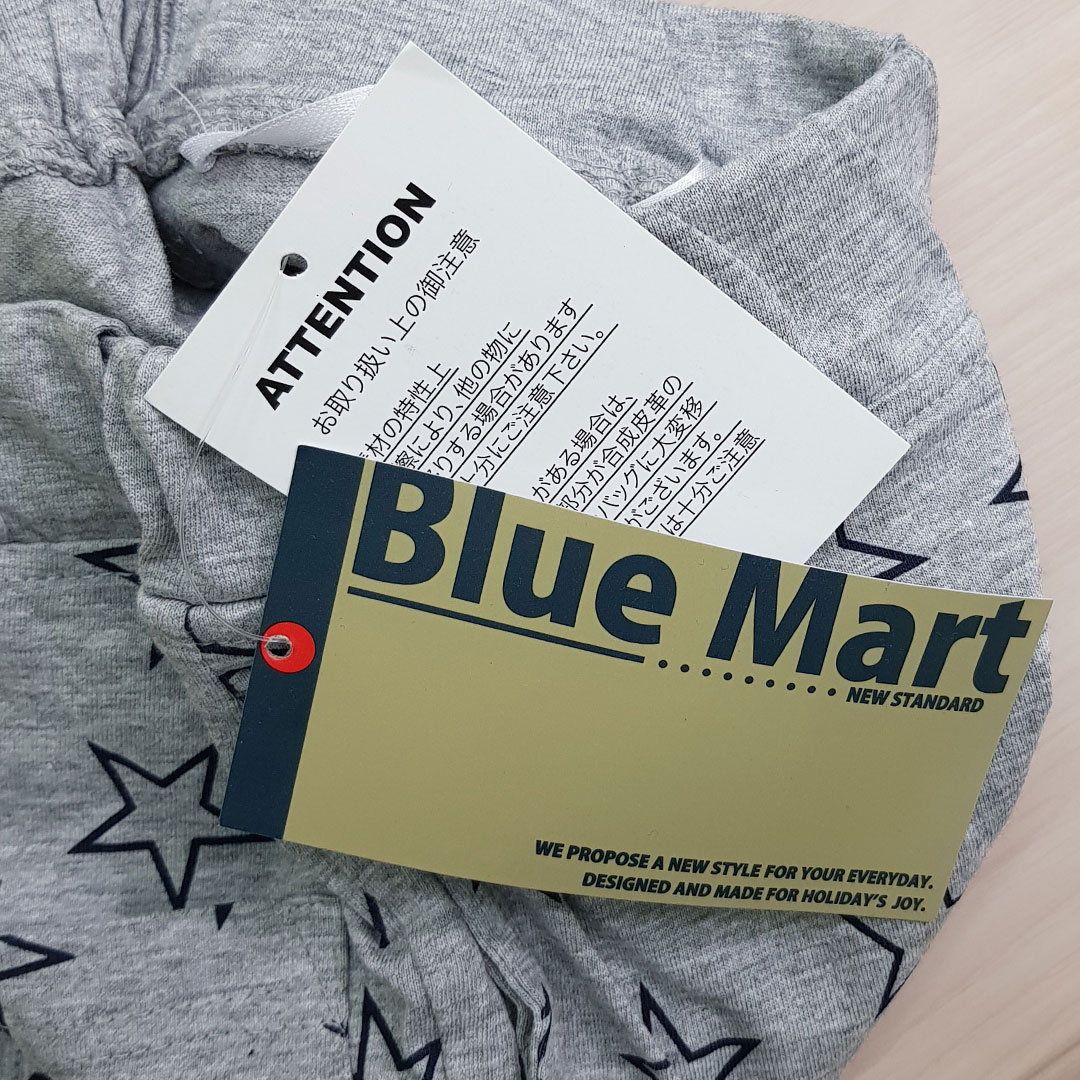 ATTENTION
お取り扱い上の御注意
素材の特性上
擦により、他の物に
りする場合があります
十分にご注意下さい。
がある場合は、
部分が合成皮革の
バッグに大変移
がございます。
は十分ご注意
Blue Mart
NEW STANDARD
WE PROPOSE A NEW STYLE FOR YOUR EVERYDAY.
DESIGNED AND MADE FOR HOLIDAY'S JOY.